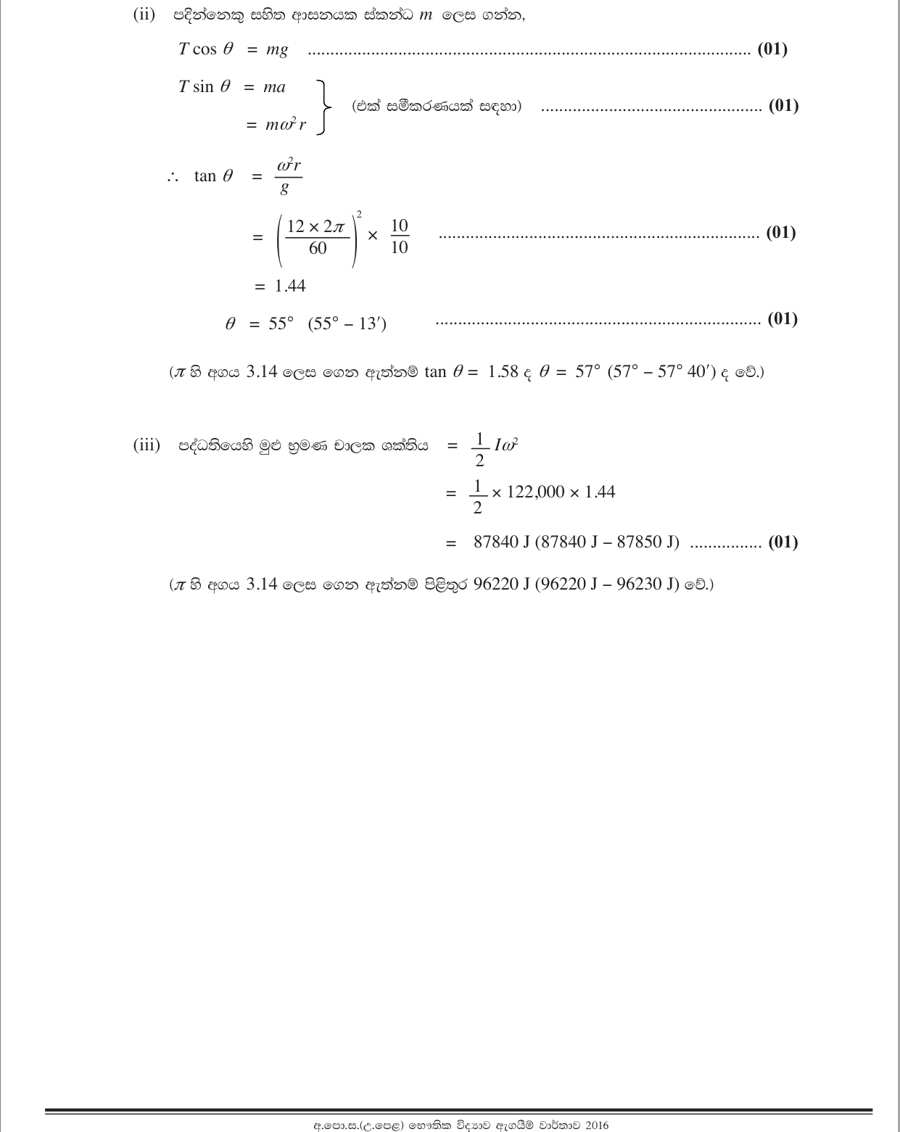 (ii) පදින්නෙකු සහිත ආසනයක ස්කන්ධ m ලෙස ගන්න,
T cos θ = mg .................................................................................................. (01)
T sin θ = ma
= mω²r } (එක් සමීකරණයක් සඳහා) ................................................. (01)
∴ tan θ = ω²r / g
= (12 × 2π / 60)² × 10 / 10 ....................................................................... (01)
= 1.44
θ = 55° (55° – 13′) ........................................................................ (01)
(π හි අගය 3.14 ලෙස ගෙන ඇත්නම් tan θ = 1.58 ද θ = 57° (57° – 57° 40′) ද වේ.)
(iii) පද්ධතියෙහි මුළු භ්‍රමණ චාලක ශක්තිය = 1/2 Iω²
= 1/2 × 122,000 × 1.44
= 87840 J (87840 J – 87850 J) ................ (01)
(π හි අගය 3.14 ලෙස ගෙන ඇත්නම් පිළිතුර 96220 J (96220 J – 96230 J) වේ.)
අ.පො.ස.(උ.පෙළ) භෞතික විද්‍යාව ඇගයීම් වාර්තාව 2016